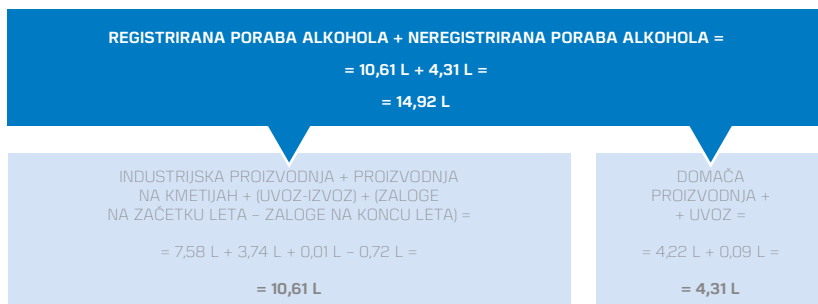 REGISTRIRANA PORABA ALKOHOLA + NEREGISTRIRANA PORABA ALKOHOLA =
= 10,61 L + 4,31 L =
= 14,92 L
INDUSTRIJSKA PROIZVODNJA + PROIZVODNJA
NA KMETIJAH + (UVOZ-IZVOZ) + (ZALOGE
NA ZAČETKU LETA – ZALOGE NA KONCU LETA) =
= 7,58 L + 3,74 L + 0,01 L – 0,72 L =
= 10,61 L
DOMAČA
PROIZVODNJA +
+ UVOZ =
= 4,22 L + 0,09 L =
= 4,31 L